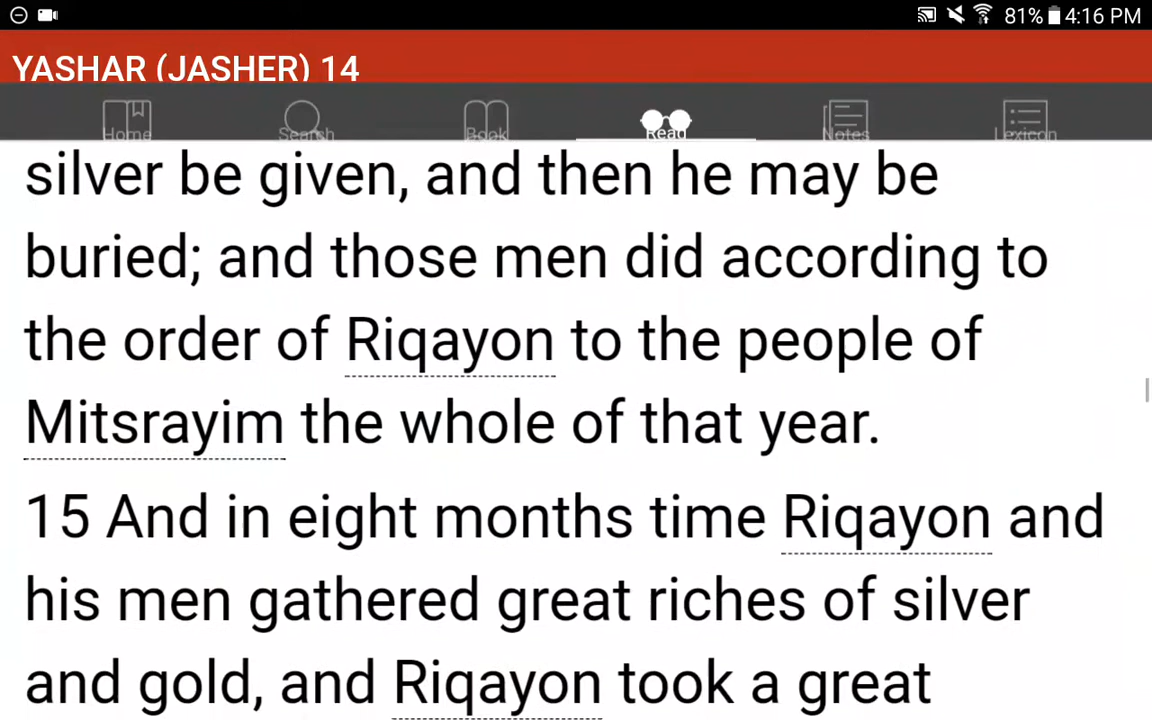 81% 4:16 PM
YASHAR (JASHER) 14
Home Search Book Read Notes Lexicon
silver be given, and then he may be
buried; and those men did according to
the order of Riqayon to the people of
Mitsrayim the whole of that year.
15 And in eight months time Riqayon and
his men gathered great riches of silver
and gold, and Riqayon took a great